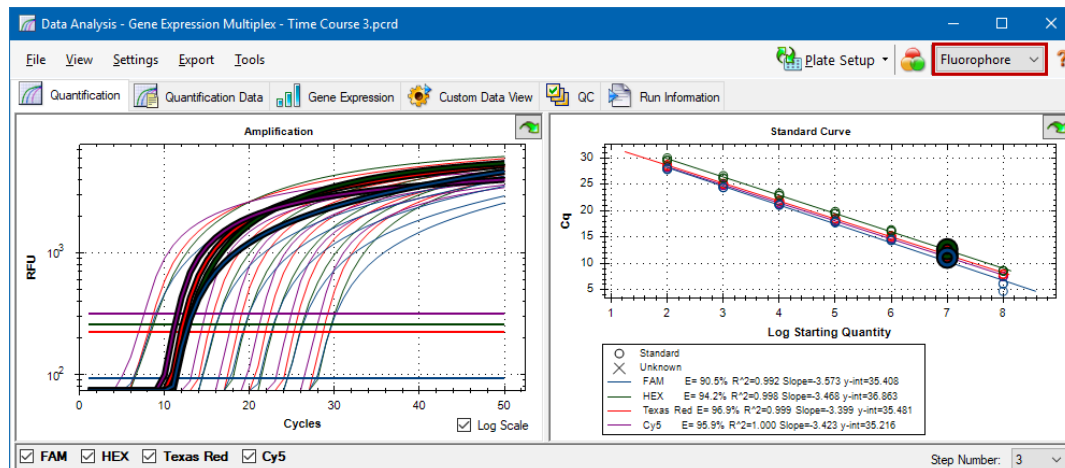 Data Analysis - Gene Expression Multiplex - Time Course 3.pcrd
File View Settings Export Tools
Plate Setup
Fluorophore
?
Quantification
Quantification Data
Gene Expression
Custom Data View
QC
Run Information
Amplification
10^3
10^2
RFU
0 10 20 30 40 50
Cycles
Log Scale
Standard Curve
30
25
20
15
10
5
Cq
1 2 3 4 5 6 7 8
Log Starting Quantity
Standard
Unknown
FAM E= 90.5% R^2=0.992 Slope=-3.573 y-int=35.408
HEX E= 94.2% R^2=0.998 Slope=-3.468 y-int=36.863
Texas Red E= 96.9% R^2=0.999 Slope=-3.399 y-int=35.481
Cy5 E= 95.9% R^2=1.000 Slope=-3.423 y-int=35.216
FAM HEX Texas Red Cy5
Step Number: 3